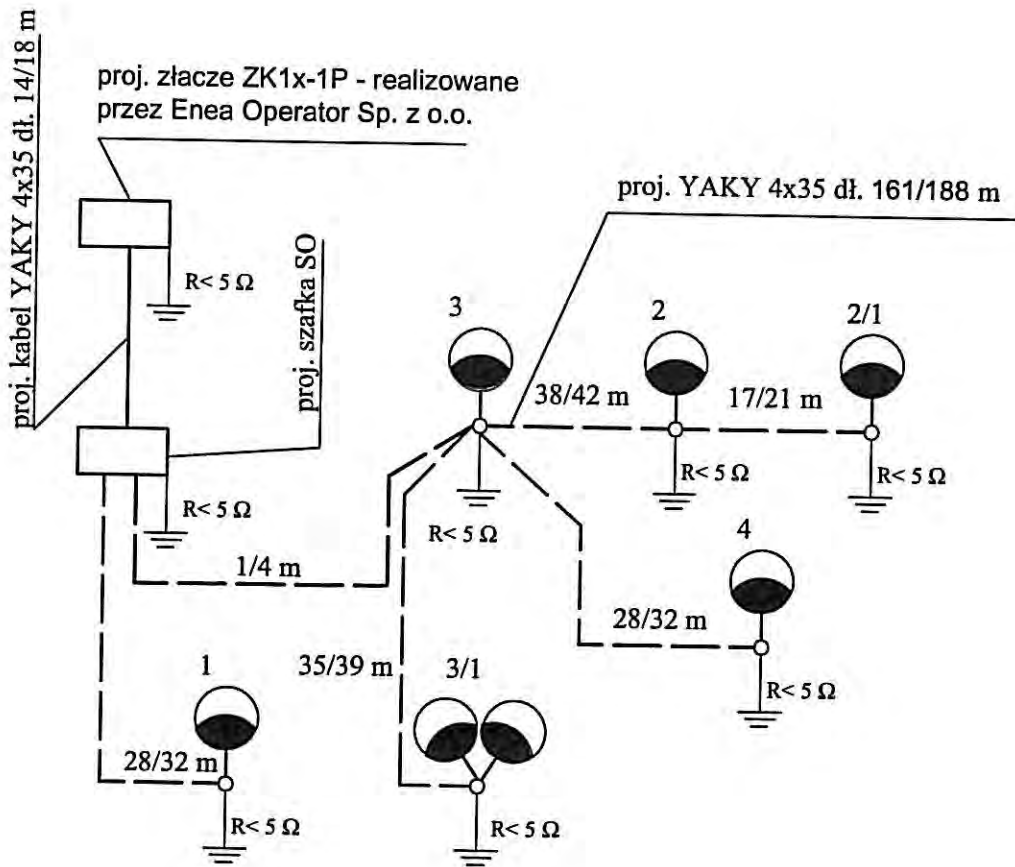 proj. kabel YAKY 4x35 dł. 14/18 m
proj. złacze ZK1x-1P - realizowane
przez Enea Operator Sp. z o.o.
proj. YAKY 4x35 dł. 161/188 m
R< 5 Ω
proj. szafka SO
3
2
2/1
38/42 m
17/21 m
R< 5 Ω
R< 5 Ω
R< 5 Ω
R< 5 Ω
4
1/4 m
28/32 m
1
35/39 m
3/1
R< 5 Ω
28/32 m
R< 5 Ω
R< 5 Ω